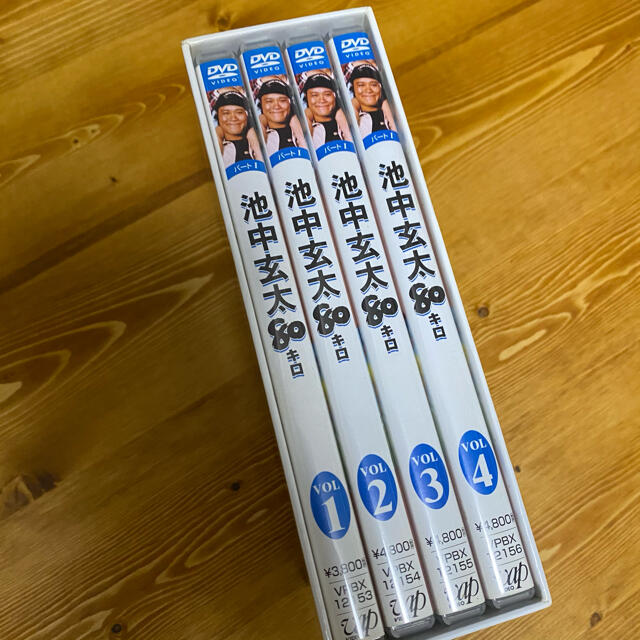 DVD
VIDEO
パートI
池中玄太80キロ
VOL
1
¥3,800
VPBX
12153
DVD
VIDEO
パートI
池中玄太80キロ
VOL
2
¥4,800
VPBX
12154
DVD
VIDEO
パートI
池中玄太80キロ
VOL
3
¥4,800
VPBX
12155
DVD
VIDEO
パートI
池中玄太80キロ
VOL
4
¥4,800
VPBX
12156
vap
VIDEO